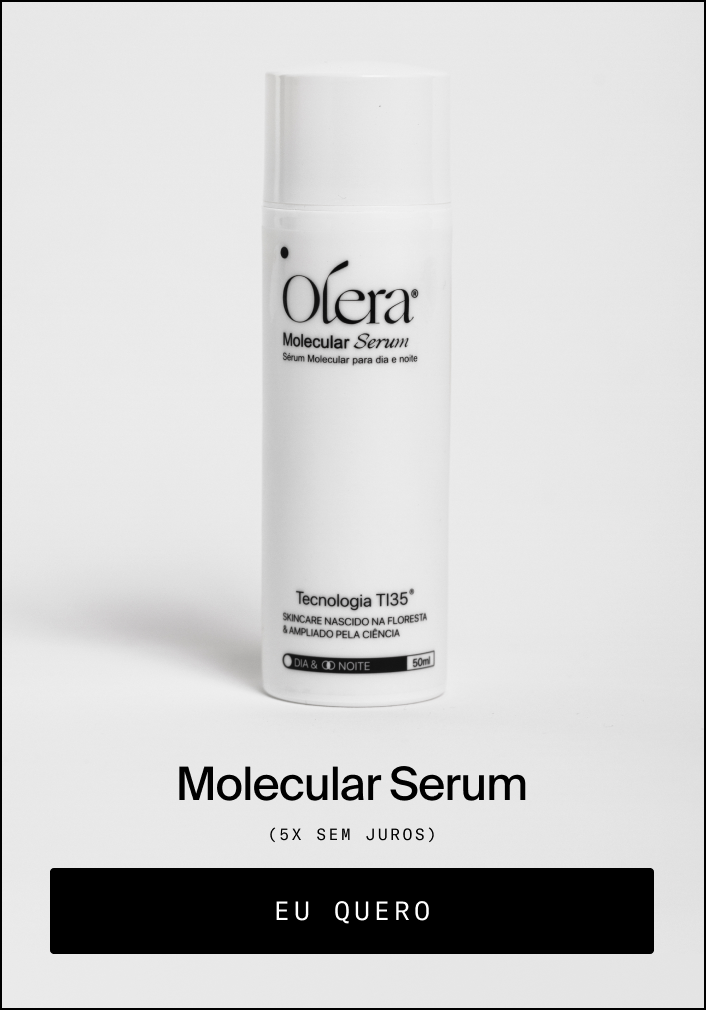 Olera®
Molecular Serum
Sérum Molecular para dia e noite
Tecnologia TI35®
SKINCARE NASCIDO NA FLORESTA
& AMPLIADO PELA CIÊNCIA
DIA & NOITE 50ml
Molecular Serum
(5X SEM JUROS)
EU QUERO